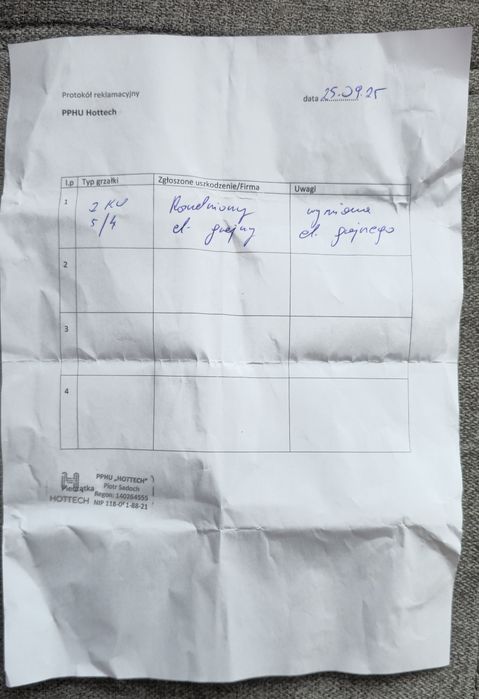 Protokół reklamacyjny
data 25.09.25
PPHU Hottech
l.p Typ grzałki Zgłoszone uszkodzenie/Firma Uwagi
1 2 KW wymiana
5/4 el. grzejny el. grzejnego
2
3
4
PPHU „HOTTECH"
Pieczątka Piotr Sadoch
Regon: 140264555
HOTTECH NIP 118-0 1-88-21